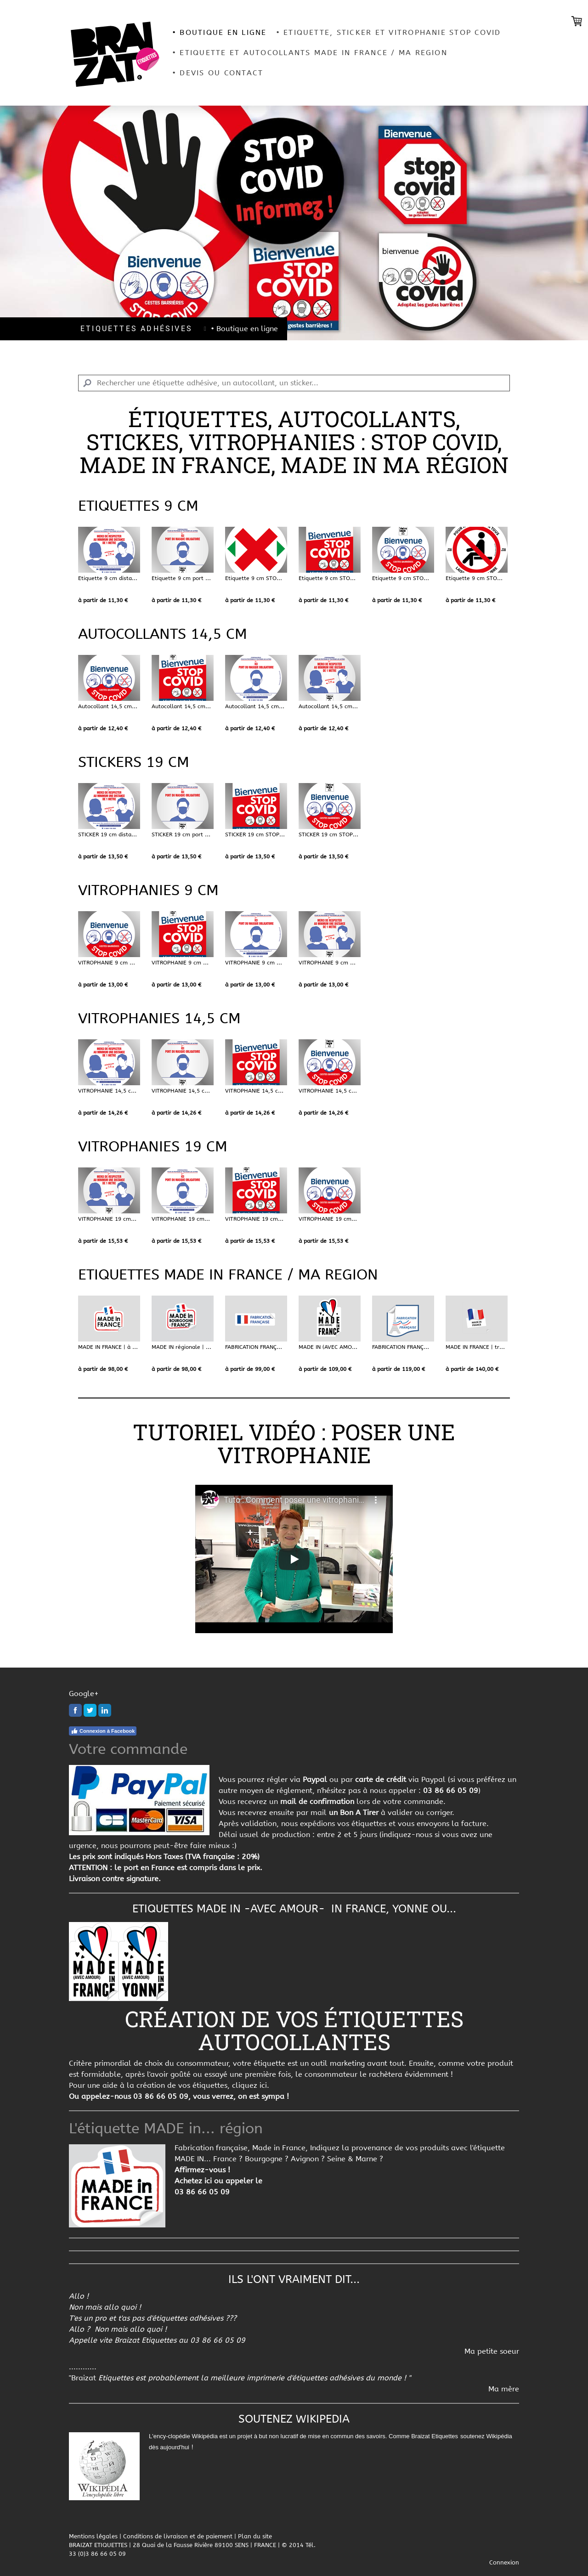 BRAIZAT.
ETIQUETTES
• BOUTIQUE EN LIGNE • ETIQUETTE, STICKER ET VITROPHANIE STOP COVID
• ETIQUETTE ET AUTOCOLLANTS MADE IN FRANCE / MA REGION
• DEVIS OU CONTACT
STOP COVID Informez !
Bienvenue stop covid
Bienvenue
GESTES BARRIÈRES
STOP COVID
Bienvenue
STOP COVID
gestes barrières !
bienvenue
covid
Adoptez les gestes barrières !
ETIQUETTES ADHÉSIVES • Boutique en ligne
Rechercher une étiquette adhésive, un autocollant, un sticker...
ÉTIQUETTES, AUTOCOLLANTS,
STICKES, VITROPHANIES : STOP COVID,
MADE IN FRANCE, MADE IN MA RÉGION
ETIQUETTES 9 CM
Etiquette 9 cm dista... Etiquette 9 cm port ... Etiquette 9 cm STO... Etiquette 9 cm STO... Etiquette 9 cm STO... Etiquette 9 cm STO...
à partir de 11,30 € à partir de 11,30 € à partir de 11,30 € à partir de 11,30 € à partir de 11,30 € à partir de 11,30 €
AUTOCOLLANTS 14,5 CM
Autocollant 14,5 cm... Autocollant 14,5 cm... Autocollant 14,5 cm... Autocollant 14,5 cm...
à partir de 12,40 € à partir de 12,40 € à partir de 12,40 € à partir de 12,40 €
STICKERS 19 CM
STICKER 19 cm dista... STICKER 19 cm port ... STICKER 19 cm STOP... STICKER 19 cm STOP...
à partir de 13,50 € à partir de 13,50 € à partir de 13,50 € à partir de 13,50 €
VITROPHANIES 9 CM
VITROPHANIE 9 cm ... VITROPHANIE 9 cm ... VITROPHANIE 9 cm ... VITROPHANIE 9 cm ...
à partir de 13,00 € à partir de 13,00 € à partir de 13,00 € à partir de 13,00 €
VITROPHANIES 14,5 CM
VITROPHANIE 14,5 c... VITROPHANIE 14,5 c... VITROPHANIE 14,5 c... VITROPHANIE 14,5 c...
à partir de 14,26 € à partir de 14,26 € à partir de 14,26 € à partir de 14,26 €
VITROPHANIES 19 CM
VITROPHANIE 19 cm... VITROPHANIE 19 cm... VITROPHANIE 19 cm... VITROPHANIE 19 cm...
à partir de 15,53 € à partir de 15,53 € à partir de 15,53 € à partir de 15,53 €
ETIQUETTES MADE IN FRANCE / MA REGION
MADE IN FRANCE | à ... MADE IN régionale | ... FABRICATION FRANÇ... MADE IN (AVEC AMO... FABRICATION FRANÇ... MADE IN FRANCE | tr...
à partir de 98,00 € à partir de 98,00 € à partir de 99,00 € à partir de 109,00 € à partir de 119,00 € à partir de 140,00 €
TUTORIEL VIDÉO : POSER UNE
VITROPHANIE
Tuto : Comment poser une vitrophani...
Google+
Connexion à Facebook
Votre commande
PayPal
Paiement sécurisé
CB MasterCard VISA
Vous pourrez régler via Paypal ou par carte de crédit via Paypal (si vous préférez un
autre moyen de réglement, n'hésitez pas à nous appeler : 03 86 66 05 09)
Vous recevrez un mail de confirmation lors de votre commande.
Vous recevrez ensuite par mail un Bon A Tirer à valider ou corriger.
Après validation, nous expédions vos étiquettes et vous envoyons la facture.
Délai usuel de production : entre 2 et 5 jours (indiquez-nous si vous avez une
urgence, nous pourrons peut-être faire mieux :)
Les prix sont indiqués Hors Taxes (TVA française : 20%)
ATTENTION : le port en France est compris dans le prix.
Livraison contre signature.
ETIQUETTES MADE IN -AVEC AMOUR- IN FRANCE, YONNE OU...
MADE (AVEC AMOUR) IN FRANCE MADE (AVEC AMOUR) IN YONNE
CRÉATION DE VOS ÉTIQUETTES
AUTOCOLLANTES
Critère primordial de choix du consommateur, votre étiquette est un outil marketing avant tout. Ensuite, comme votre produit
est formidable, après l'avoir goûté ou essayé une première fois, le consommateur le rachètera évidemment !
Pour une aide à la création de vos étiquettes, cliquez ici.
Ou appelez-nous 03 86 66 05 09, vous verrez, on est sympa !
L'étiquette MADE in... région
MADE in FRANCE
Fabrication française, Made in France, Indiquez la provenance de vos produits avec l'étiquette
MADE IN... France ? Bourgogne ? Avignon ? Seine & Marne ?
Affirmez-vous !
Achetez ici ou appeler le
03 86 66 05 09
ILS L'ONT VRAIMENT DIT...
Allo !
Non mais allo quoi !
T'es un pro et t'as pas d'étiquettes adhésives ???
Allo ? Non mais allo quoi !
Appelle vite Braizat Etiquettes au 03 86 66 05 09
Ma petite soeur
............
"Braizat Etiquettes est probablement la meilleure imprimerie d'étiquettes adhésives du monde ! "
Ma mère
SOUTENEZ WIKIPEDIA
WIKIPEDIA
L'encyclopédie libre
L'ency-clopédie Wikipédia est un projet à but non lucratif de mise en commun des savoirs. Comme Braizat Etiquettes soutenez Wikipédia
dès aujourd'hui !
Mentions légales | Conditions de livraison et de paiement | Plan du site
BRAIZAT ETIQUETTES | 28 Quai de la Fausse Rivière 89100 SENS | FRANCE | © 2014 Tél.
33 (0)3 86 66 05 09
Connexion